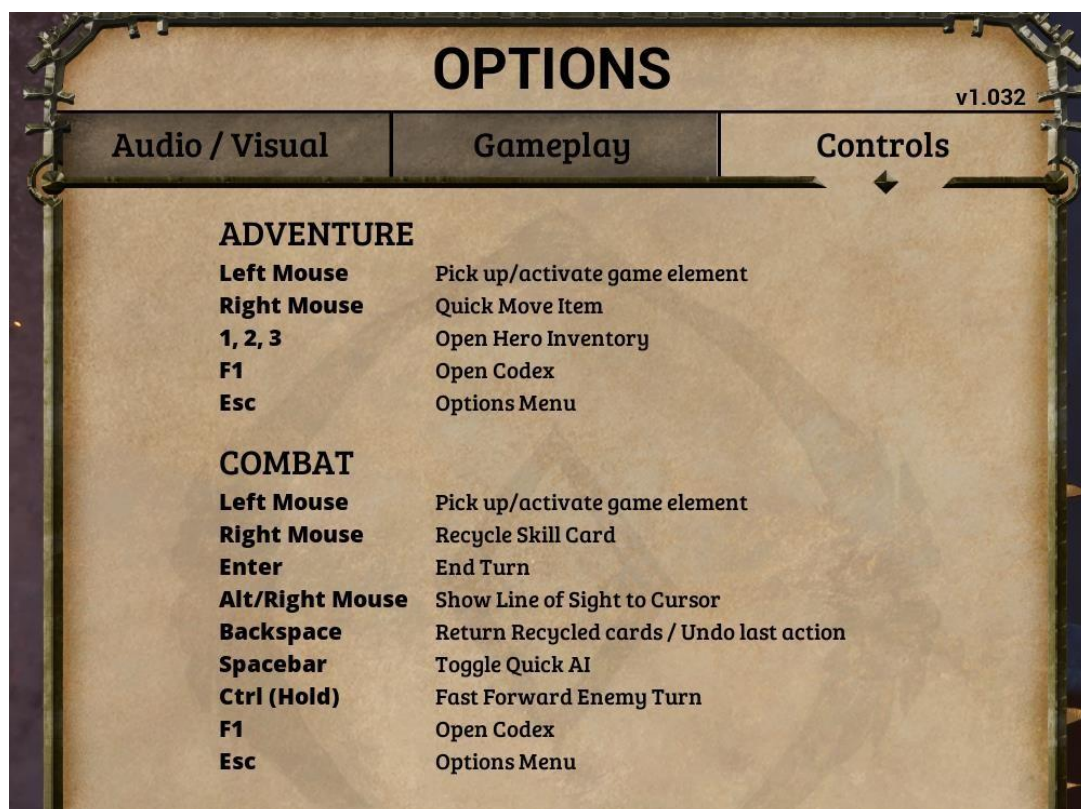 OPTIONS
v1.032
Audio / Visual Gameplay Controls
ADVENTURE
Left Mouse Pick up/activate game element
Right Mouse Quick Move Item
1, 2, 3 Open Hero Inventory
F1 Open Codex
Esc Options Menu
COMBAT
Left Mouse Pick up/activate game element
Right Mouse Recycle Skill Card
Enter End Turn
Alt/Right Mouse Show Line of Sight to Cursor
Backspace Return Recycled cards / Undo last action
Spacebar Toggle Quick AI
Ctrl (Hold) Fast Forward Enemy Turn
F1 Open Codex
Esc Options Menu